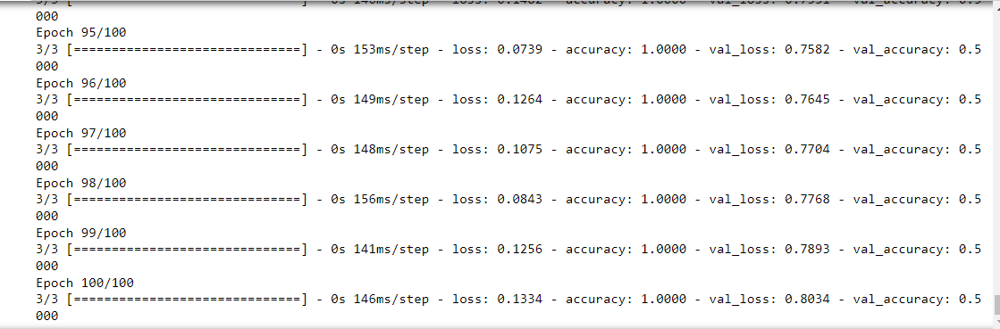 000
Epoch 95/100
3/3 [==============================] - 0s 153ms/step - loss: 0.0739 - accuracy: 1.0000 - val_loss: 0.7582 - val_accuracy: 0.5
000
Epoch 96/100
3/3 [==============================] - 0s 149ms/step - loss: 0.1264 - accuracy: 1.0000 - val_loss: 0.7645 - val_accuracy: 0.5
000
Epoch 97/100
3/3 [==============================] - 0s 148ms/step - loss: 0.1075 - accuracy: 1.0000 - val_loss: 0.7704 - val_accuracy: 0.5
000
Epoch 98/100
3/3 [==============================] - 0s 156ms/step - loss: 0.0843 - accuracy: 1.0000 - val_loss: 0.7768 - val_accuracy: 0.5
000
Epoch 99/100
3/3 [==============================] - 0s 141ms/step - loss: 0.1256 - accuracy: 1.0000 - val_loss: 0.7893 - val_accuracy: 0.5
000
Epoch 100/100
3/3 [==============================] - 0s 146ms/step - loss: 0.1334 - accuracy: 1.0000 - val_loss: 0.8034 - val_accuracy: 0.5
000